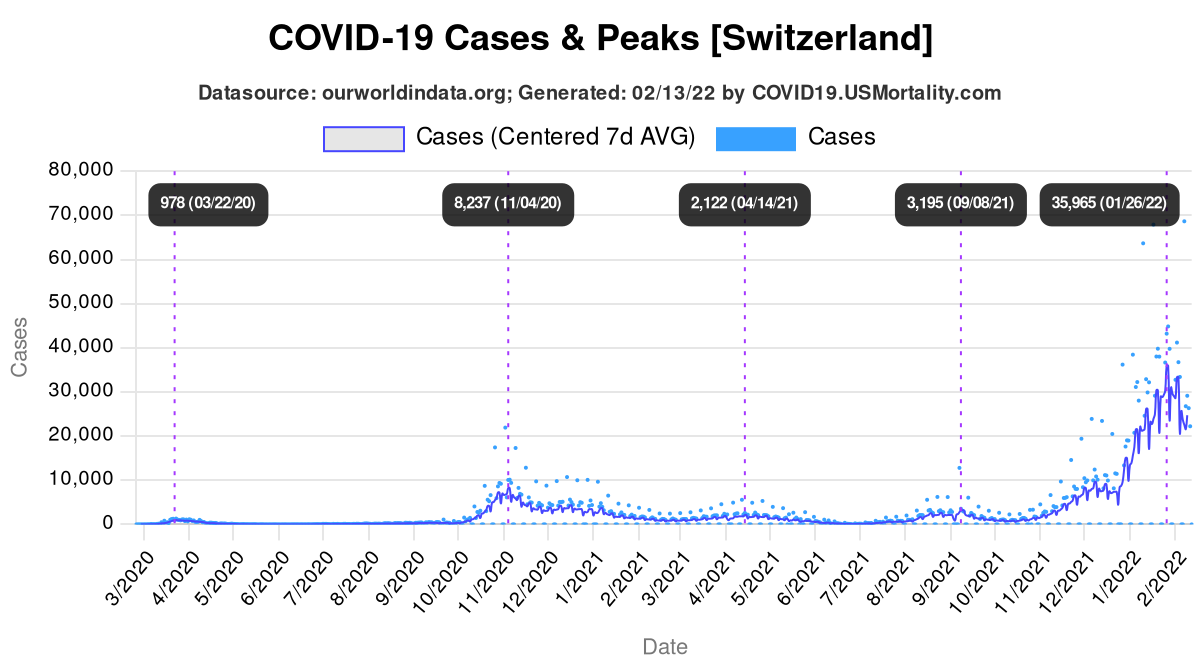 COVID-19 Cases & Peaks [Switzerland]
Datasource: ourworldindata.org; Generated: 02/13/22 by COVID19.USMortality.com
Cases (Centered 7d AVG) Cases
80,000
978 (03/22/20) 8,237 (11/04/20) 2,122 (04/14/21) 3,195 (09/08/21) 35,965 (01/26/22)
70,000
60,000
50,000
40,000
30,000
20,000
10,000
0
Cases
3/2020 4/2020 5/2020 6/2020 7/2020 8/2020 9/2020 10/2020 11/2020 12/2020 1/2021 2/2021 3/2021 4/2021 5/2021 6/2021 7/2021 8/2021 9/2021 10/2021 11/2021 12/2021 1/2022 2/2022
Date